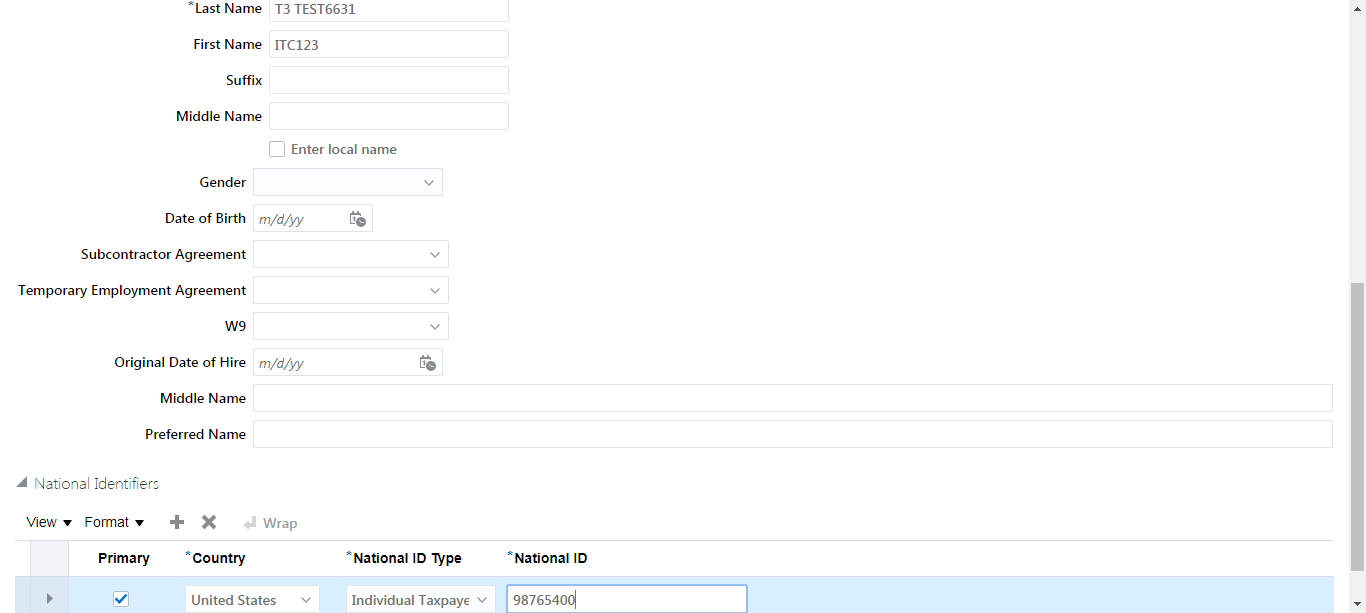 *Last Name T3 TEST6631
First Name ITC123
Suffix
Middle Name
Enter local name
Gender
Date of Birth m/d/yy
Subcontractor Agreement
Temporary Employment Agreement
W9
Original Date of Hire m/d/yy
Middle Name
Preferred Name
National Identifiers
View Format Wrap
Primary *Country *National ID Type *National ID
United States Individual Taxpaye 98765400